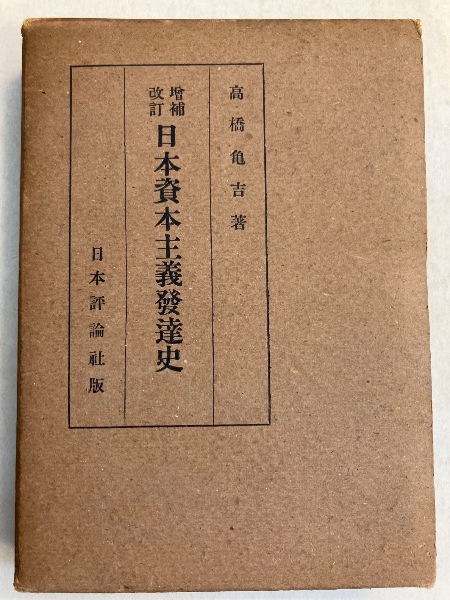 高橋亀吉著
増補改訂 日本資本主義發達史
日本評論社版